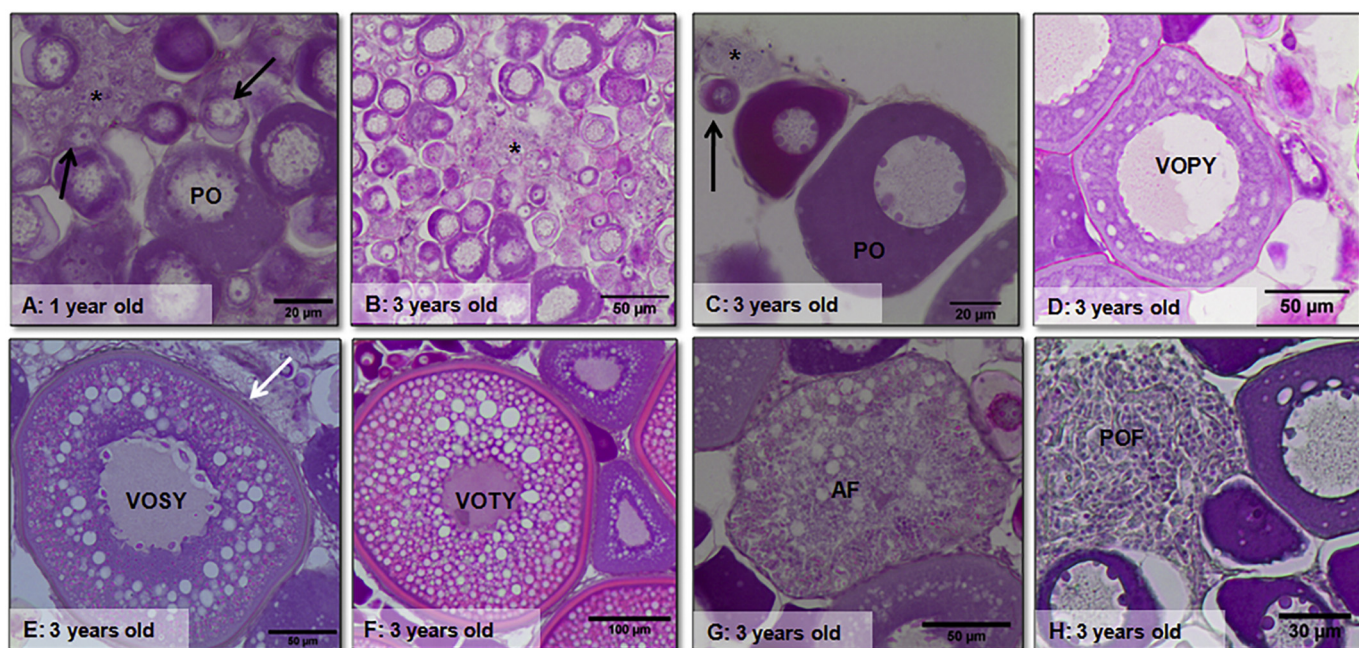 *
PO
A: 1 year old
20 µm
*
B: 3 years old
50 µm
*
PO
C: 3 years old
20 µm
VOPY
D: 3 years old
50 µm
VOSY
E: 3 years old
50 µm
VOTY
F: 3 years old
100 µm
AF
G: 3 years old
50 µm
POF
H: 3 years old
30 µm